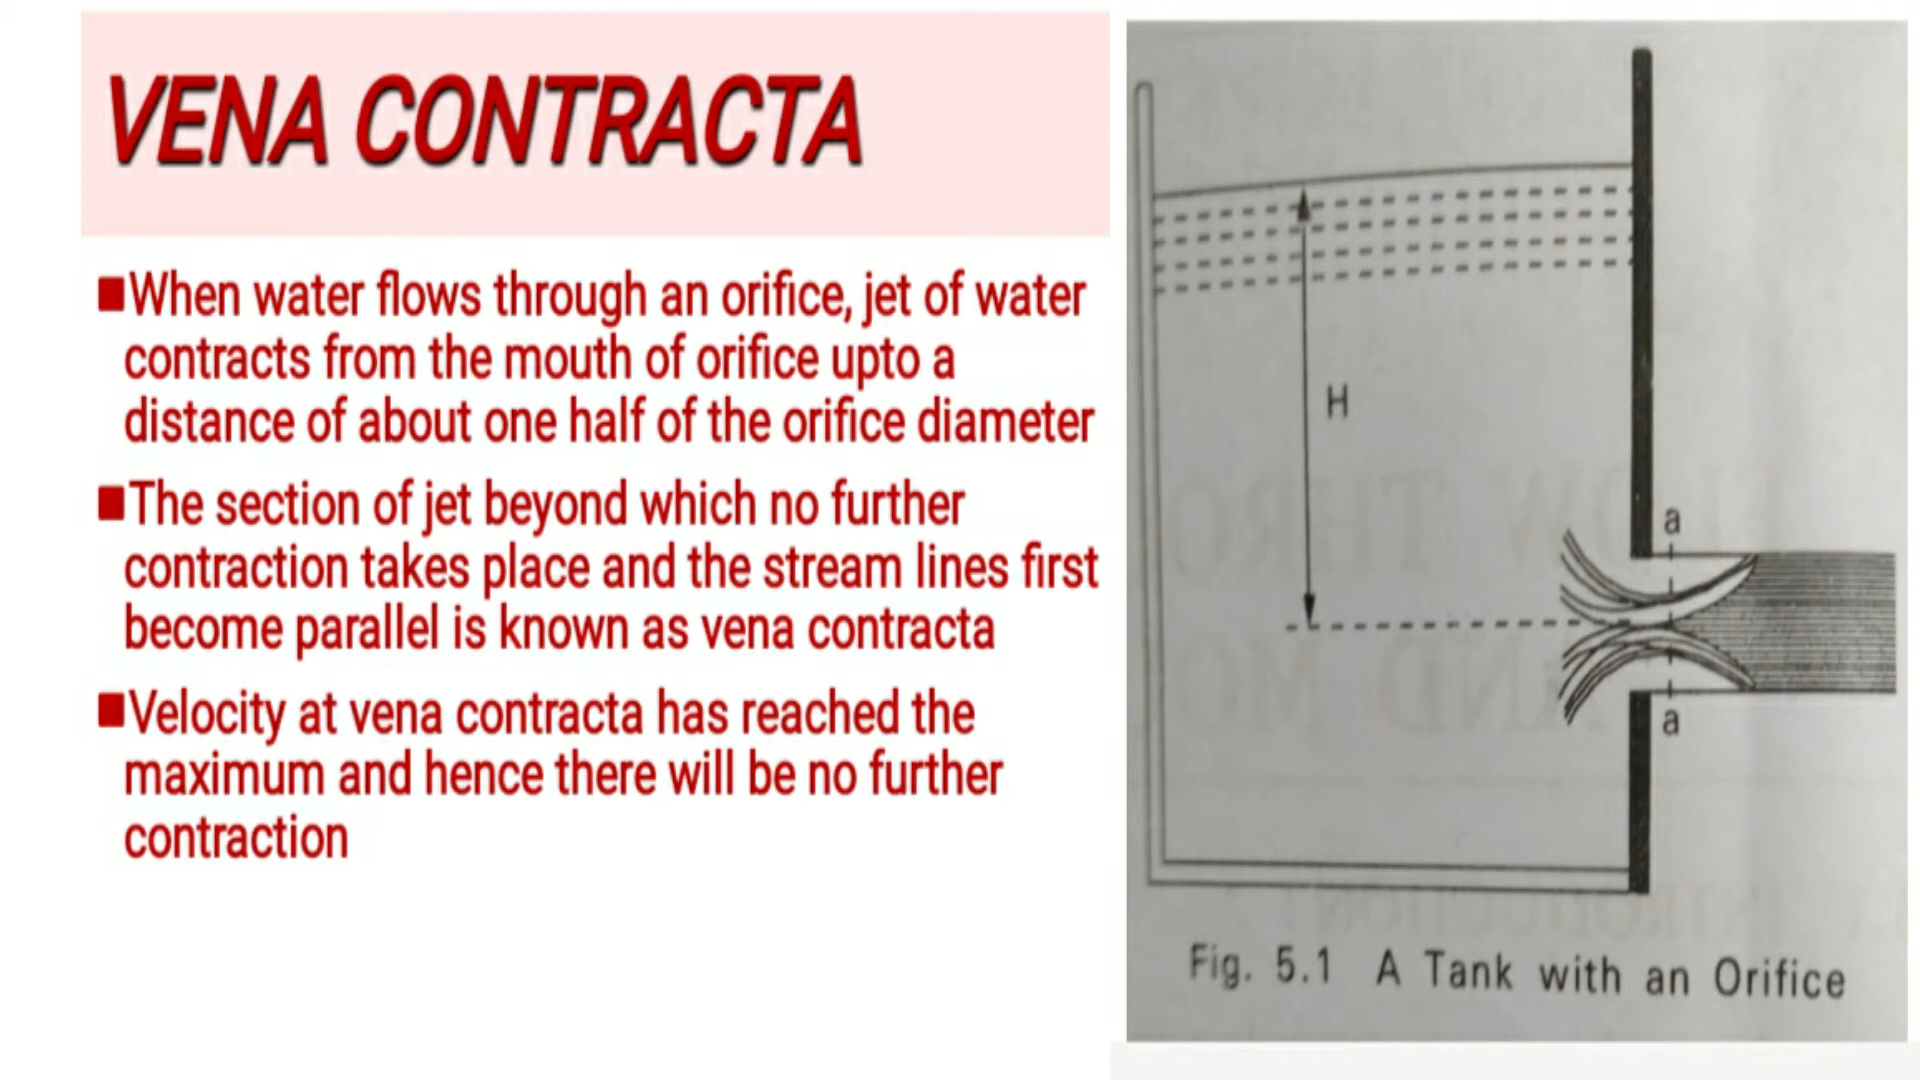 VENA CONTRACTA
■When water flows through an orifice, jet of water
contracts from the mouth of orifice upto a
distance of about one half of the orifice diameter
■The section of jet beyond which no further
contraction takes place and the stream lines first
become parallel is known as vena contracta
■Velocity at vena contracta has reached the
maximum and hence there will be no further
contraction
H
a
a
Fig. 5.1 A Tank with an Orifice